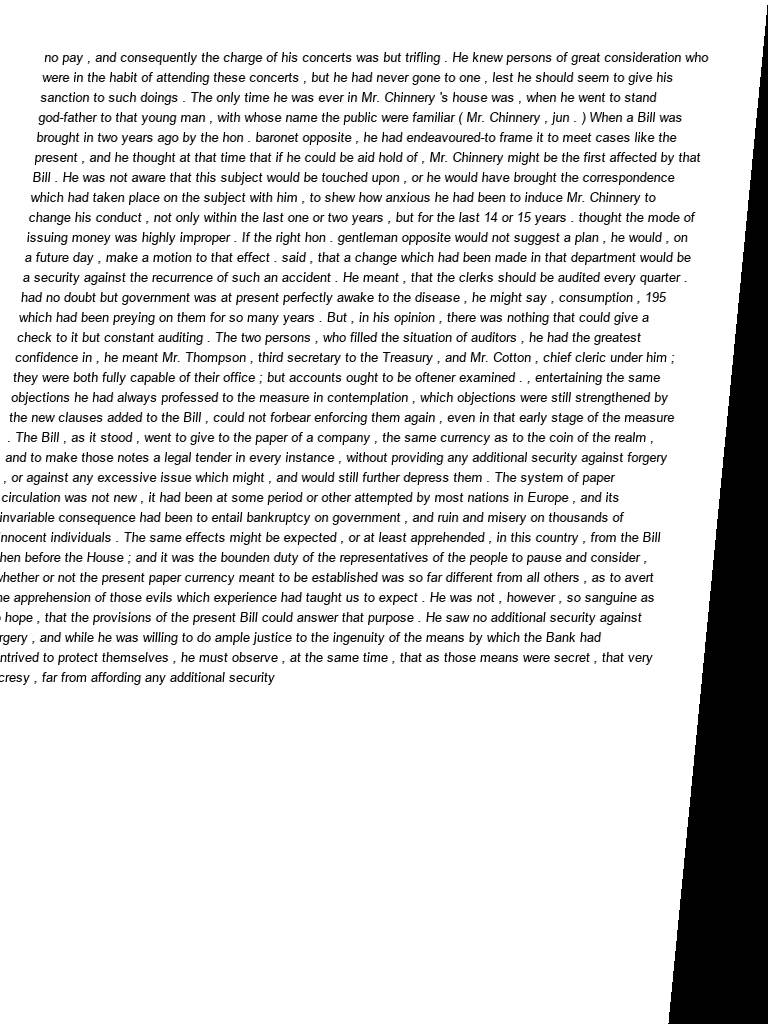 no pay , and consequently the charge of his concerts was but trifling . He knew persons of great consideration who
were in the habit of attending these concerts , but he had never gone to one , lest he should seem to give his
sanction to such doings . The only time he was ever in Mr. Chinnery 's house was , when he went to stand
god-father to that young man , with whose name the public were familiar ( Mr. Chinnery , jun . ) When a Bill was
brought in two years ago by the hon . baronet opposite , he had endeavoured-to frame it to meet cases like the
present , and he thought at that time that if he could be aid hold of , Mr. Chinnery might be the first affected by that
Bill . He was not aware that this subject would be touched upon , or he would have brought the correspondence
which had taken place on the subject with him , to shew how anxious he had been to induce Mr. Chinnery to
change his conduct , not only within the last one or two years , but for the last 14 or 15 years . thought the mode of
issuing money was highly improper . If the right hon . gentleman opposite would not suggest a plan , he would , on
a future day , make a motion to that effect . said , that a change which had been made in that department would be
a security against the recurrence of such an accident . He meant , that the clerks should be audited every quarter .
had no doubt but government was at present perfectly awake to the disease , he might say , consumption , 195
which had been preying on them for so many years . But , in his opinion , there was nothing that could give a
check to it but constant auditing . The two persons , who filled the situation of auditors , he had the greatest
confidence in , he meant Mr. Thompson , third secretary to the Treasury , and Mr. Cotton , chief cleric under him ;
they were both fully capable of their office ; but accounts ought to be oftener examined . , entertaining the same
objections he had always professed to the measure in contemplation , which objections were still strengthened by
the new clauses added to the Bill , could not forbear enforcing them again , even in that early stage of the measure
. The Bill , as it stood , went to give to the paper of a company , the same currency as to the coin of the realm ,
and to make those notes a legal tender in every instance , without providing any additional security against forgery
, or against any excessive issue which might , and would still further depress them . The system of paper
circulation was not new , it had been at some period or other attempted by most nations in Europe , and its
invariable consequence had been to entail bankruptcy on government , and ruin and misery on thousands of
innocent individuals . The same effects might be expected , or at least apprehended , in this country , from the Bill
hen before the House ; and it was the bounden duty of the representatives of the people to pause and consider ,
whether or not the present paper currency meant to be established was so far different from all others , as to avert
he apprehension of those evils which experience had taught us to expect . He was not , however , so sanguine as
hope , that the provisions of the present Bill could answer that purpose . He saw no additional security against
rgery , and while he was willing to do ample justice to the ingenuity of the means by which the Bank had
ntrived to protect themselves , he must observe , at the same time , that as those means were secret , that very
cresy , far from affording any additional security